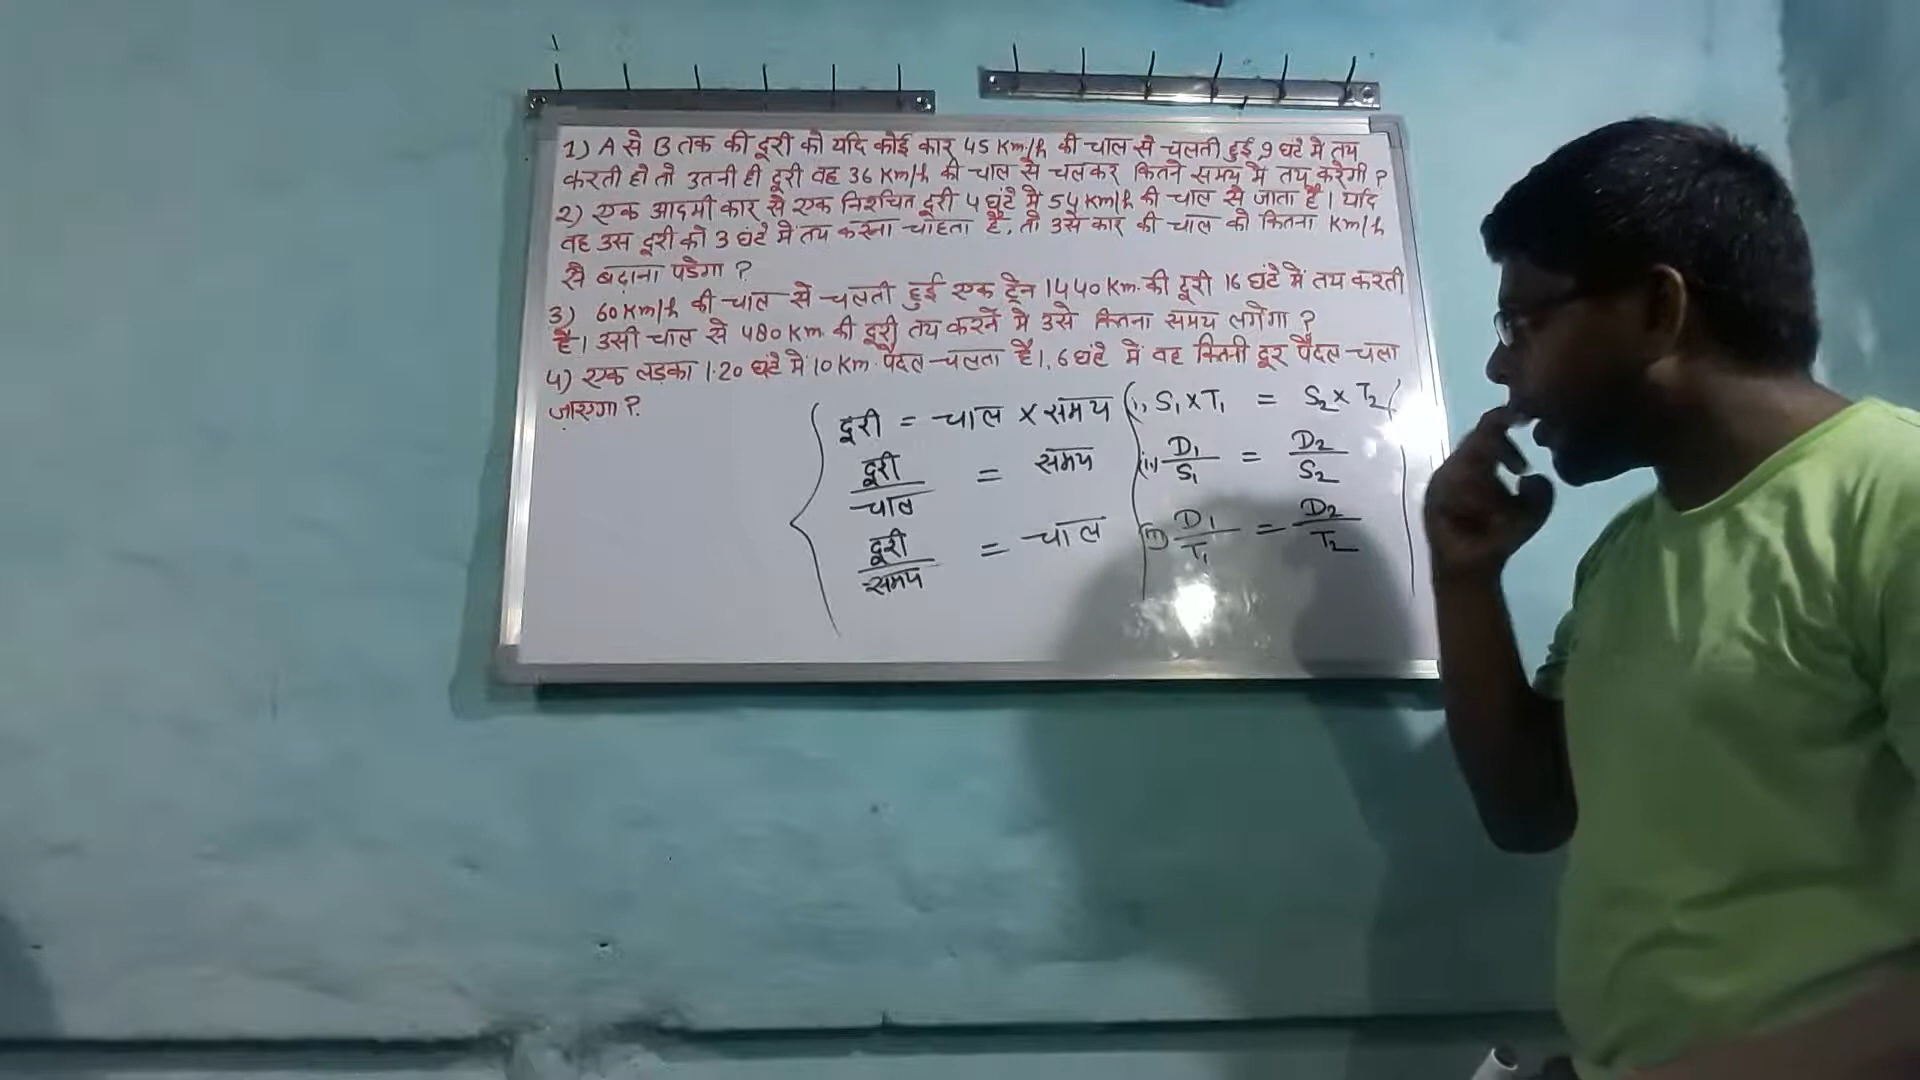 1) A से B तक की दूरी को यदि कोई कार 45 Km/h की चाल से चलती हुई 9 घंटे में तय
करती हो तो उतनी ही दूरी वह 36 Km/h की चाल से चलकर कितने समय में तय करेगी ?
2) एक आदमी कार से एक निश्चित दूरी 4 घंटे में 54 Km/h की चाल से जाता है। यदि
वह उस दूरी को 3 घंटे में तय करना चाहता है, तो उसे कार की चाल को कितना Km/h
से बढ़ाना पडेगा ?
3) 60 Km/h की चाल से चलती हुई एक ट्रेन 1440 Km. की दूरी 16 घंटे में तय करती
है। उसी चाल से 480 Km. की दूरी तय करने में उसे कितना समय लगेगा ?
4) एक लड़का 1.20 घंटे में 10 Km. पैदल चलता है। 6 घंटे में वह कितनी दूर पैदल चला
जाएगा ?
दूरी = चाल × समय
दूरी/चाल = समय
दूरी/समय = चाल
(i) S₁ × T₁ = S₂ × T₂
(ii) D₁/S₁ = D₂/S₂
(iii) D₁/T₁ = D₂/T₂